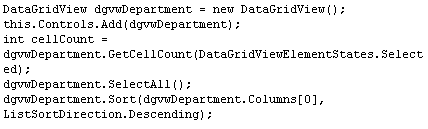 DataGridView dgvwDepartment = new DataGridView();
this.Controls.Add(dgvwDepartment);
int cellCount =
dgvwDepartment.GetCellCount(DataGridViewElementStates.Select
ed);
dgvwDepartment.SelectAll();
dgvwDepartment.Sort(dgvwDepartment.Columns[0],
ListSortDirection.Descending);